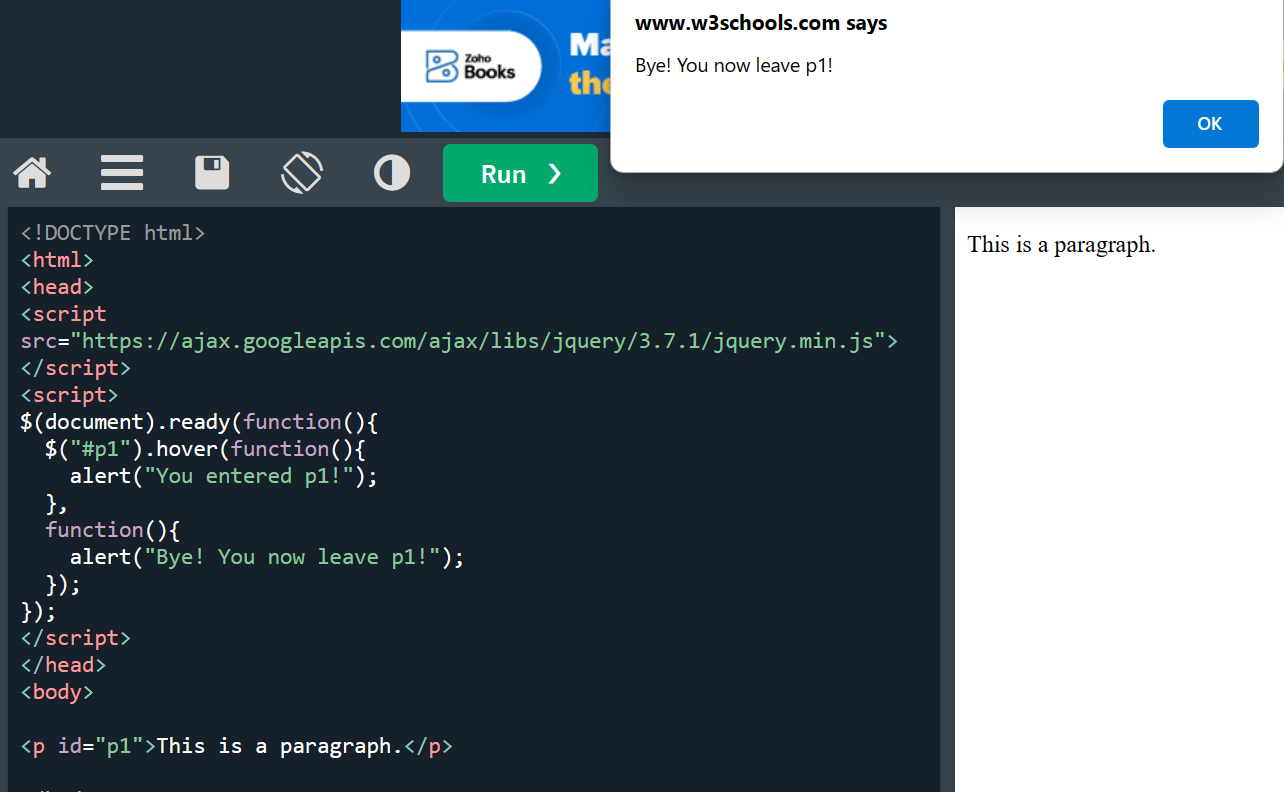 www.w3schools.com says
Bye! You now leave p1!
OK
Zoho
Books
Run ❯
<!DOCTYPE html>
<html>
<head>
<script
src="https://ajax.googleapis.com/ajax/libs/jquery/3.7.1/jquery.min.js">
</script>
<script>
$(document).ready(function(){
  $("#p1").hover(function(){
    alert("You entered p1!");
  },
  function(){
    alert("Bye! You now leave p1!");
  });
});
</script>
</head>
<body>

<p id="p1">This is a paragraph.</p>
This is a paragraph.